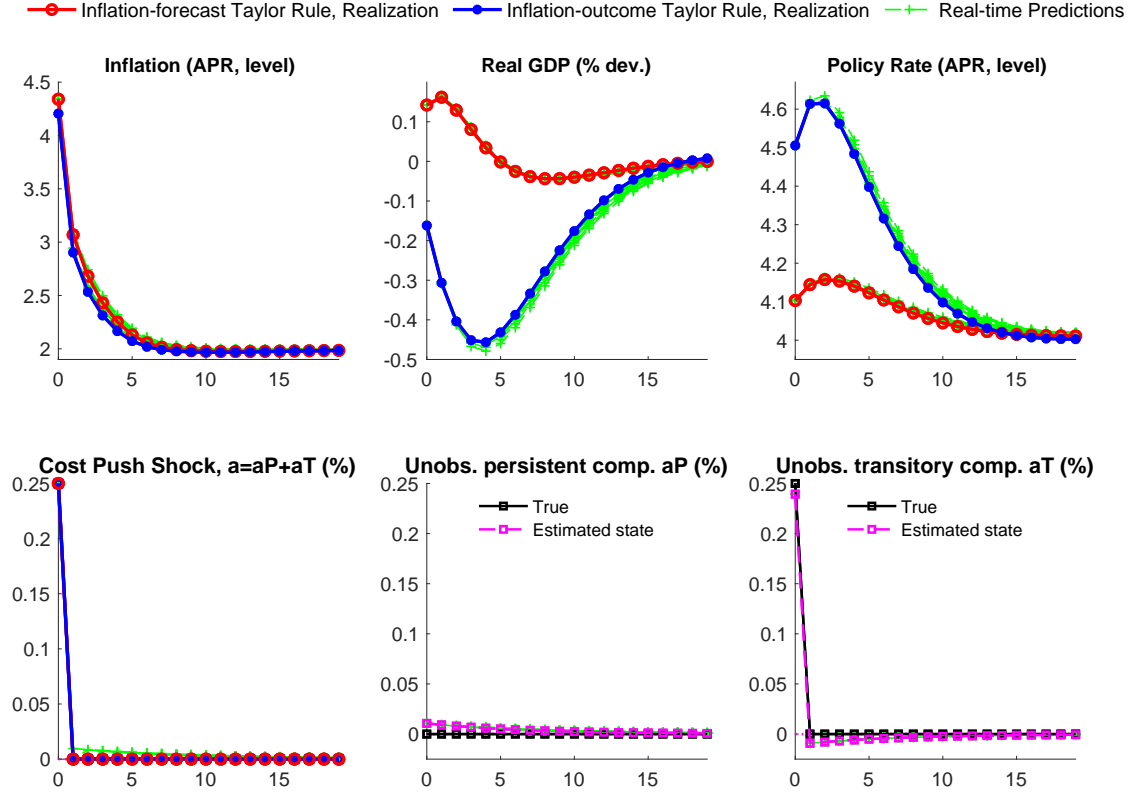 Inflation-forecast Taylor Rule, Realization Inflation-outcome Taylor Rule, Realization Real-time Predictions
Inflation (APR, level)
4.5
4
3.5
3
2.5
2
0 5 10 15
Real GDP (% dev.)
0.1
0
-0.1
-0.2
-0.3
-0.4
-0.5
0 5 10 15
Policy Rate (APR, level)
4.6
4.5
4.4
4.3
4.2
4.1
4
0 5 10 15
Cost Push Shock, a=aP+aT (%)
0.25
0.2
0.15
0.1
0.05
0
0 5 10 15
Unobs. persistent comp. aP (%)
0.25
0.2
0.15
0.1
0.05
0
True
Estimated state
0 5 10 15
Unobs. transitory comp. aT (%)
0.25
0.2
0.15
0.1
0.05
0
True
Estimated state
0 5 10 15